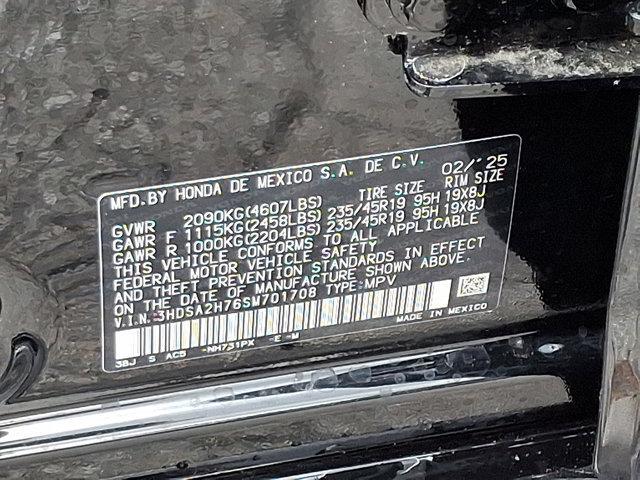 MFD.BY HONDA DE MEXICO S.A. DE C.V. 02/'25
TIRE SIZE RIM SIZE
GVWR 2090KG(4607LBS)
GAWR F 1115KG(2458LBS) 235/45R19 95H 19X8J
GAWR R 1000KG(2204LBS) 235/45R19 95H 19X8J
THIS VEHICLE CONFORMS TO ALL APPLICABLE
FEDERAL MOTOR VEHICLE SAFETY
AND THEFT PREVENTION STANDARDS IN EFFECT
ON THE DATE OF MANUFACTURE SHOWN ABOVE.
V.I.N.:3HDSA2H76SM701708 TYPE:MPV
MADE IN MEXICO
3BJ S AC5 -NH731PX -E -M